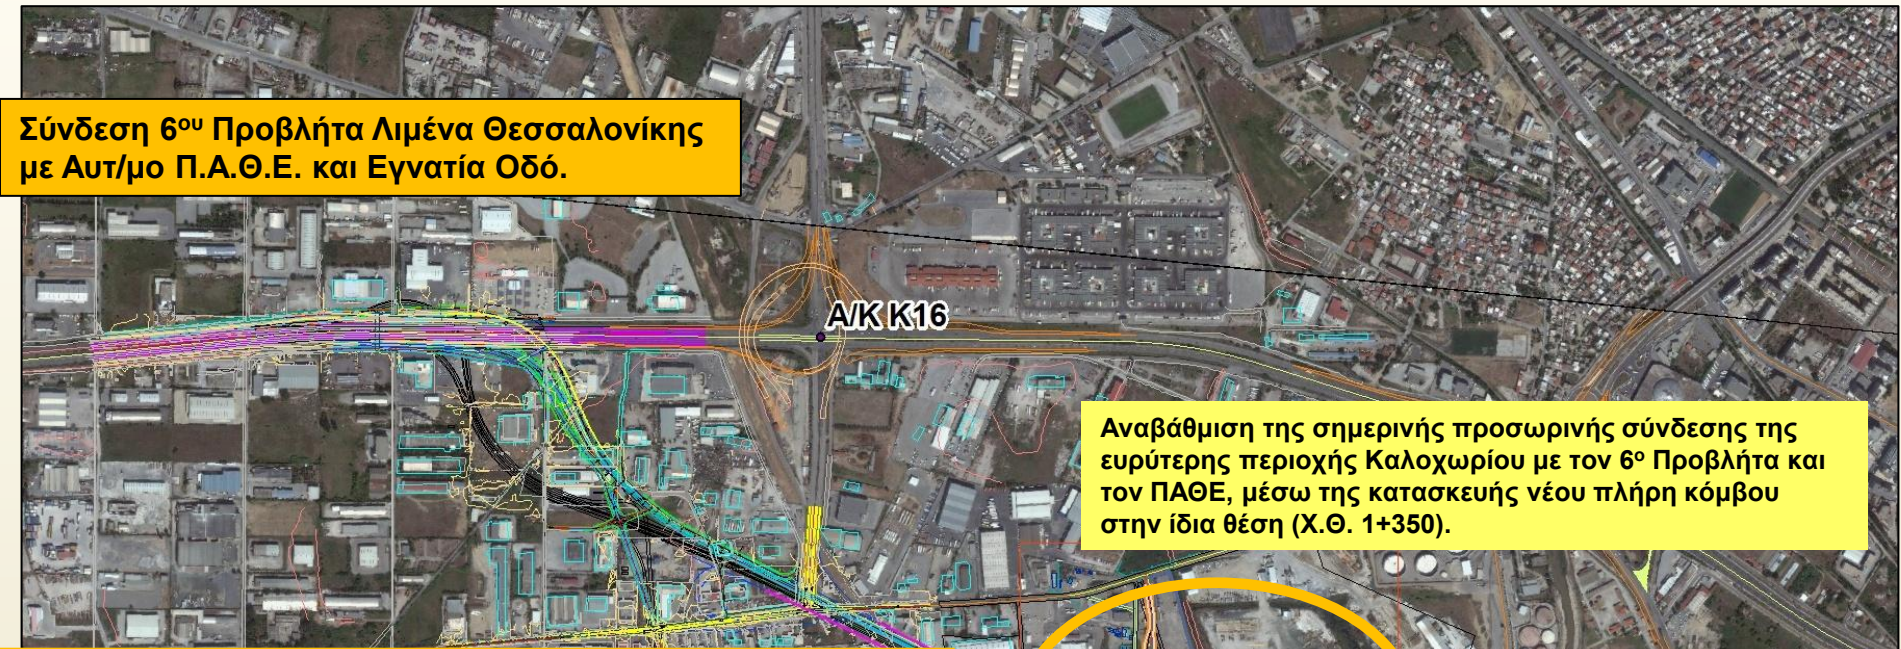 Σύνδεση 6ου Προβλήτα Λιμένα Θεσσαλονίκης
με Αυτ/μο Π.Α.Θ.Ε. και Εγνατία Οδό.
Α/Κ Κ16
Αναβάθμιση της σημερινής προσωρινής σύνδεσης της
ευρύτερης περιοχής Καλοχωρίου με τον 6ο Προβλήτα και
τον ΠΑΘΕ, μέσω της κατασκευής νέου πλήρη κόμβου
στην ίδια θέση (Χ.Θ. 1+350).